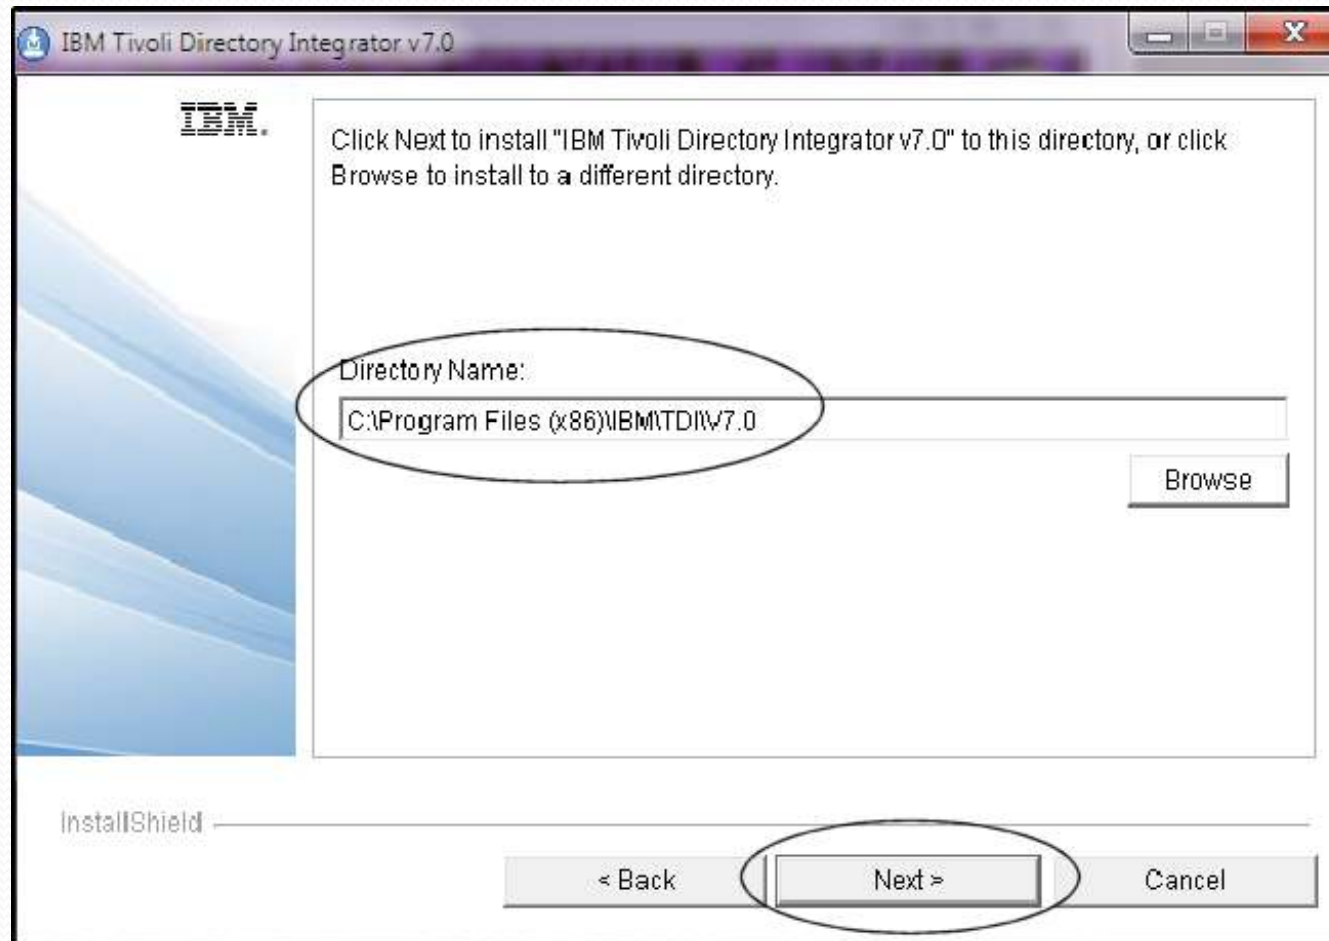 IBM Tivoli Directory Integrator v7.0
IBM.
Click Next to install "IBM Tivoli Directory Integrator v7.0" to this directory, or click
Browse to install to a different directory.
Directory Name:
C:\Program Files (x86)\IBM\TDI\V7.0
Browse
InstallShield
< Back
Next >
Cancel